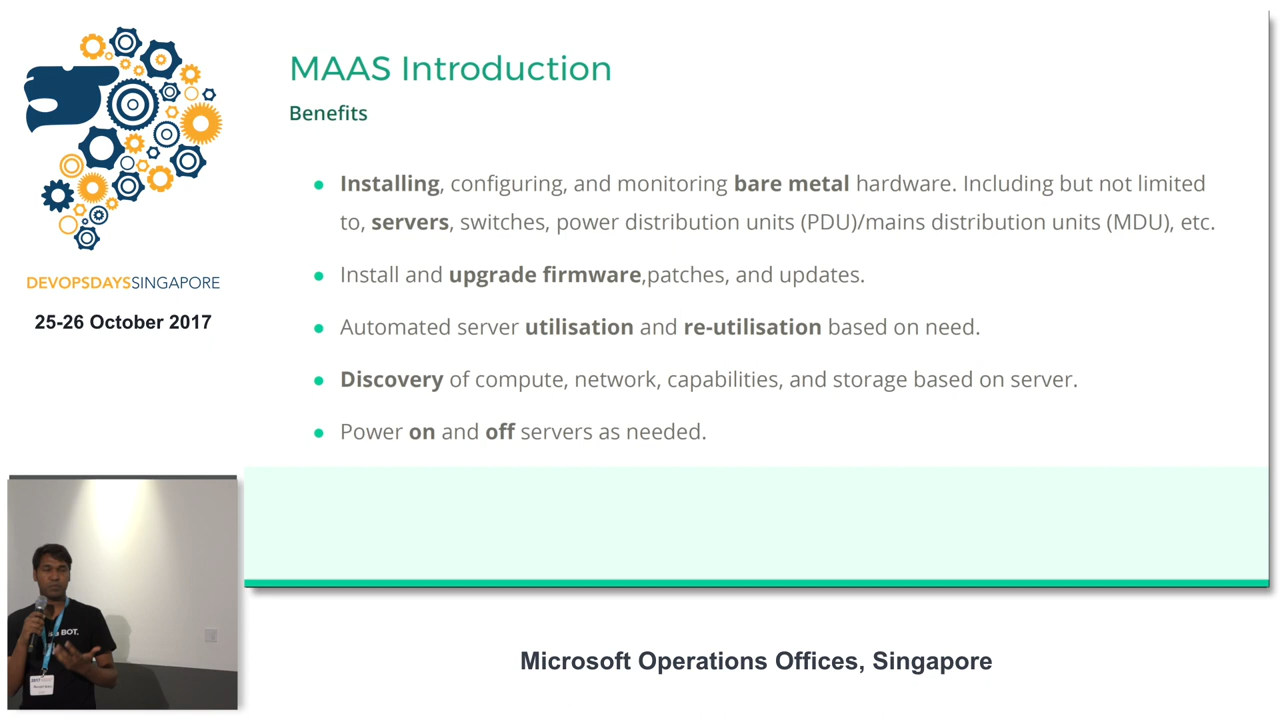 MAAS Introduction
Benefits
• Installing, configuring, and monitoring bare metal hardware. Including but not limited
to, servers, switches, power distribution units (PDU)/mains distribution units (MDU), etc.
• Install and upgrade firmware,patches, and updates.
• Automated server utilisation and re-utilisation based on need.
• Discovery of compute, network, capabilities, and storage based on server.
• Power on and off servers as needed.
DEVOPSDAYSSINGAPORE
25-26 October 2017
BOT.
Microsoft Operations Offices, Singapore